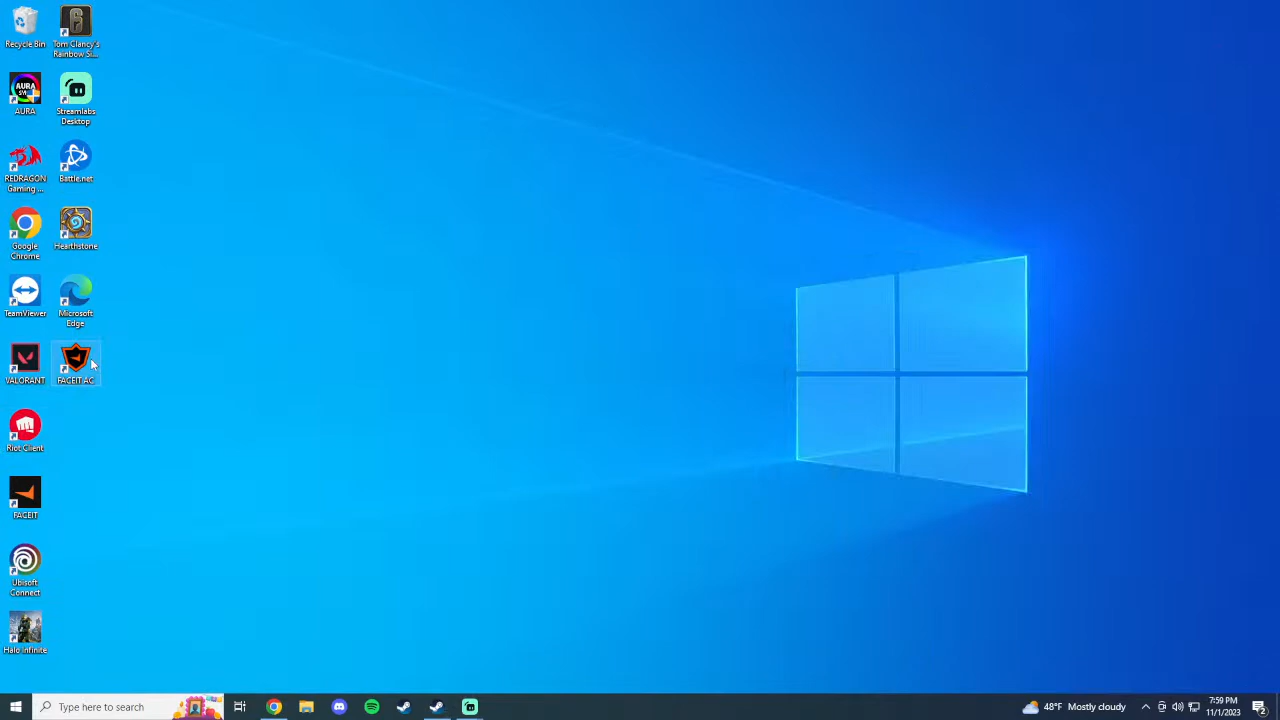 Recycle Bin
Tom Clancy's
Rainbow Si...
AURA
AURA
Streamlabs
Desktop
REDRAGON
Gaming ...
Battle.net
Google
Chrome
Hearthstone
TeamViewer
Microsoft
Edge
VALORANT
FACEIT AC
Riot Client
FACEIT
Ubisoft
Connect
Halo Infinite
Type here to search
48°F Mostly cloudy
7:59 PM
11/1/2023
2